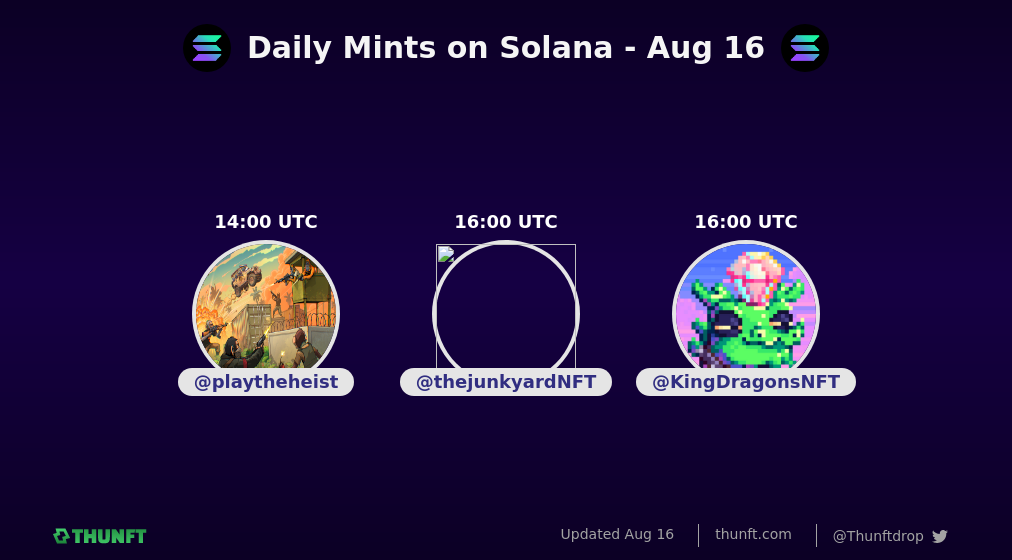 Daily Mints on Solana - Aug 16
14:00 UTC
16:00 UTC
16:00 UTC
@playtheheist
@thejunkyardNFT
@KingDragonsNFT
THUNFT
Updated Aug 16
thunft.com
@Thunftdrop